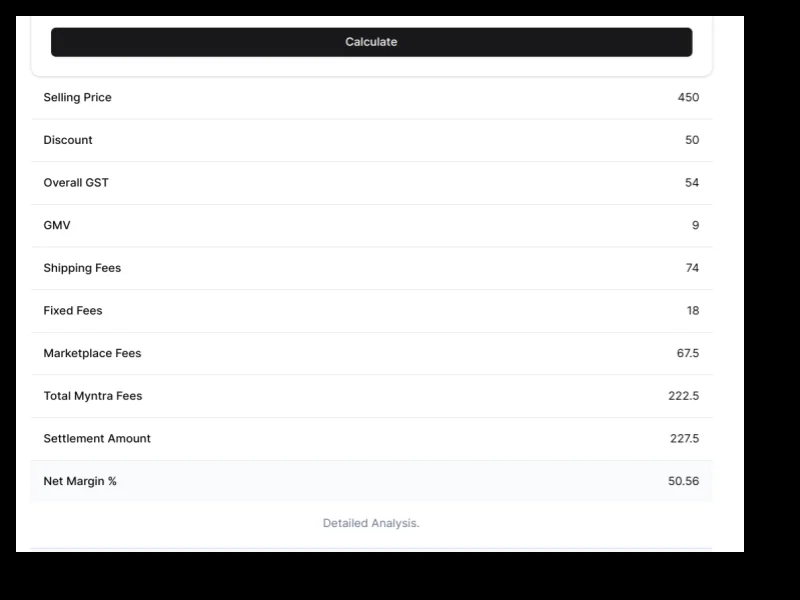 Calculate
Selling Price 450
Discount 50
Overall GST 54
GMV 9
Shipping Fees 74
Fixed Fees 18
Marketplace Fees 67.5
Total Myntra Fees 222.5
Settlement Amount 227.5
Net Margin % 50.56
Detailed Analysis.